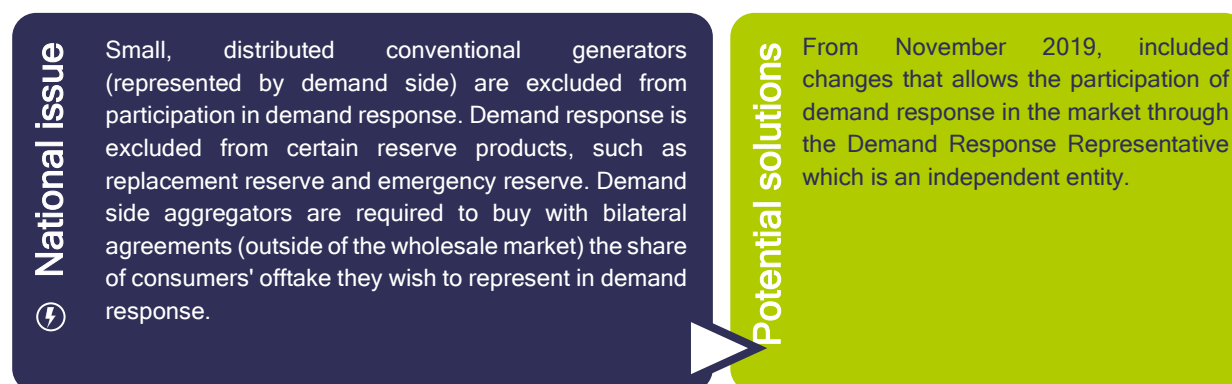 National issue
Small, distributed conventional generators
(represented by demand side) are excluded from
participation in demand response. Demand response is
excluded from certain reserve products, such as
replacement reserve and emergency reserve. Demand
side aggregators are required to buy with bilateral
agreements (outside of the wholesale market) the share
of consumers' offtake they wish to represent in demand
response.
Potential solutions
From November 2019, included
changes that allows the participation of
demand response in the market through
the Demand Response Representative
which is an independent entity.